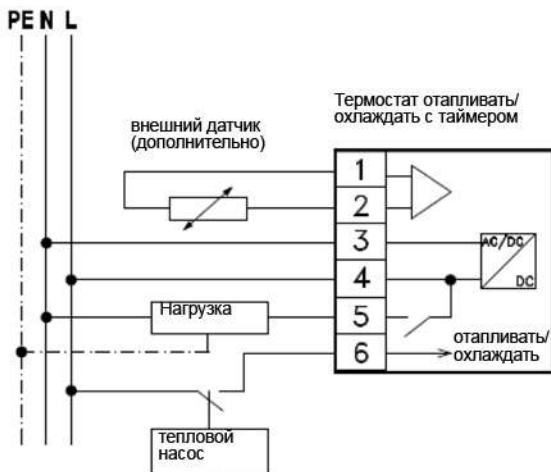 PE N L
Термостат отапливать/
охлаждать с таймером
внешний датчик
(дополнительно)
1
2
3
4
5
6
AC/DC
DC
Нагрузка
отапливать/
охлаждать
тепловой
насос